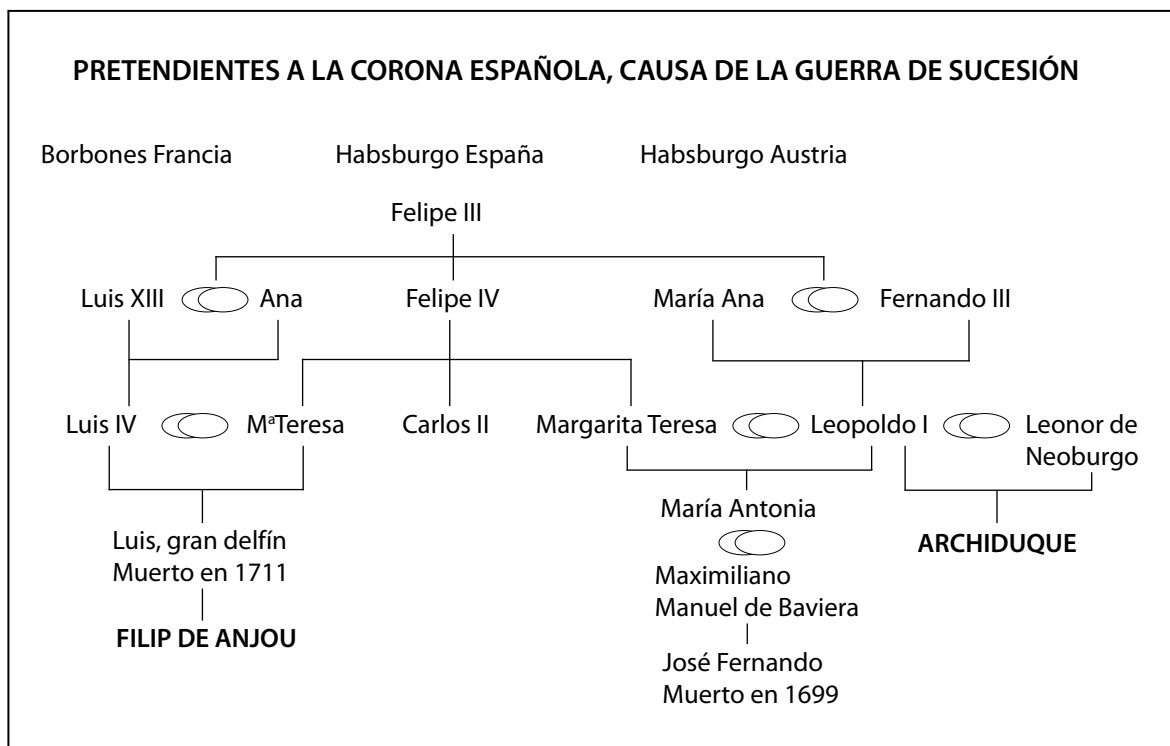 PRETENDIENTES A LA CORONA ESPAÑOLA, CAUSA DE LA GUERRA DE SUCESIÓN
Borbones Francia Habsburgo España Habsburgo Austria
Felipe III
Luis XIII Ana Felipe IV María Ana Fernando III
Luis IV MªTeresa Carlos II Margarita Teresa Leopoldo I Leonor de
Neoburgo
María Antonia
Luis, gran delfín
Muerto en 1711
ARCHIDUQUE
Maximiliano
Manuel de Baviera
FILIP DE ANJOU
José Fernando
Muerto en 1699